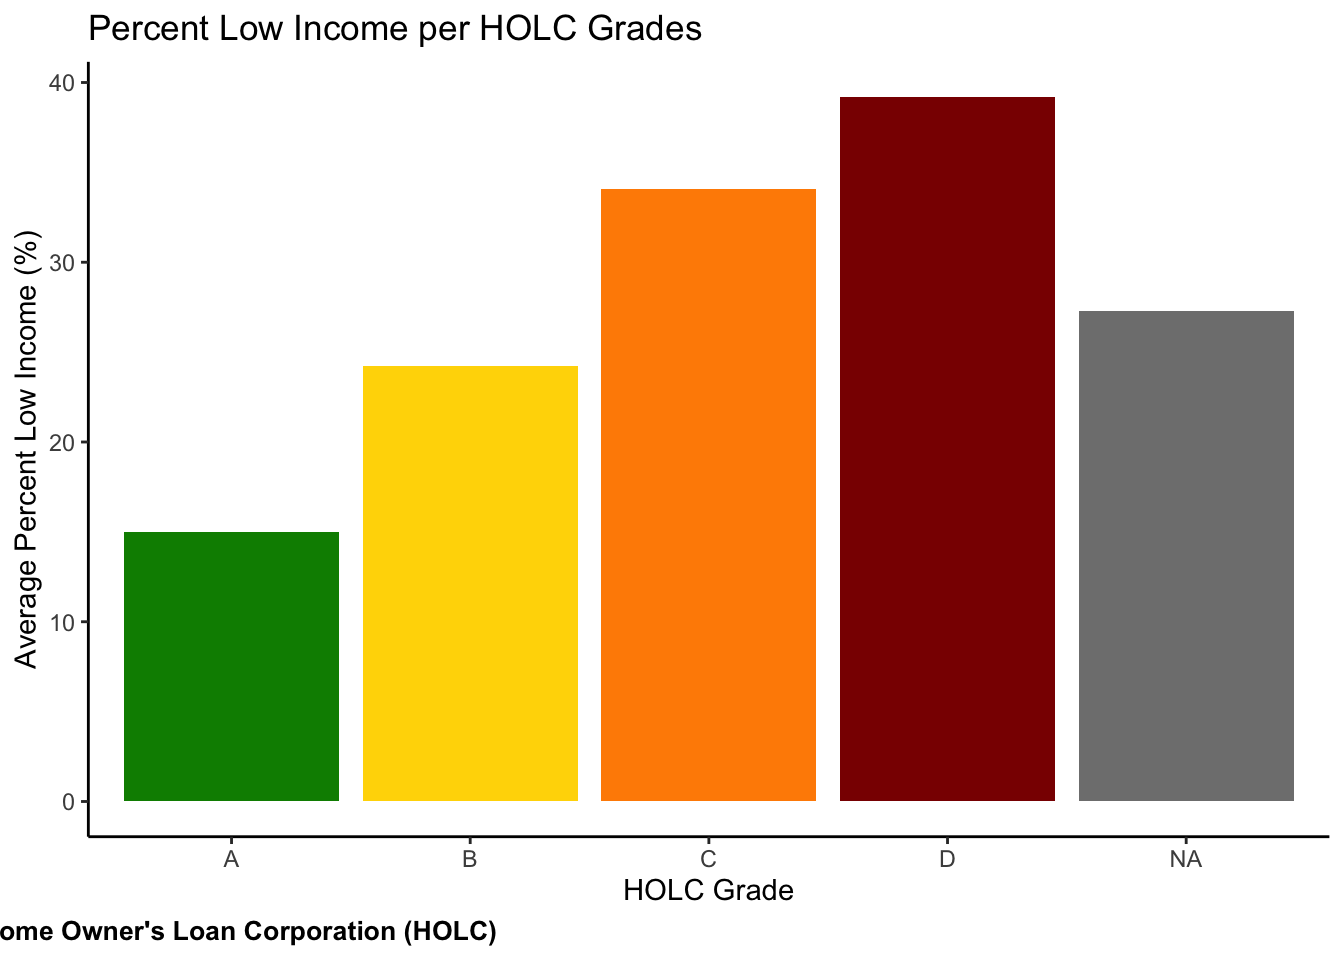 Percent Low Income per HOLC Grades
Average Percent Low Income (%)
40
30
20
10
0
A B C D NA
HOLC Grade
ome Owner's Loan Corporation (HOLC)